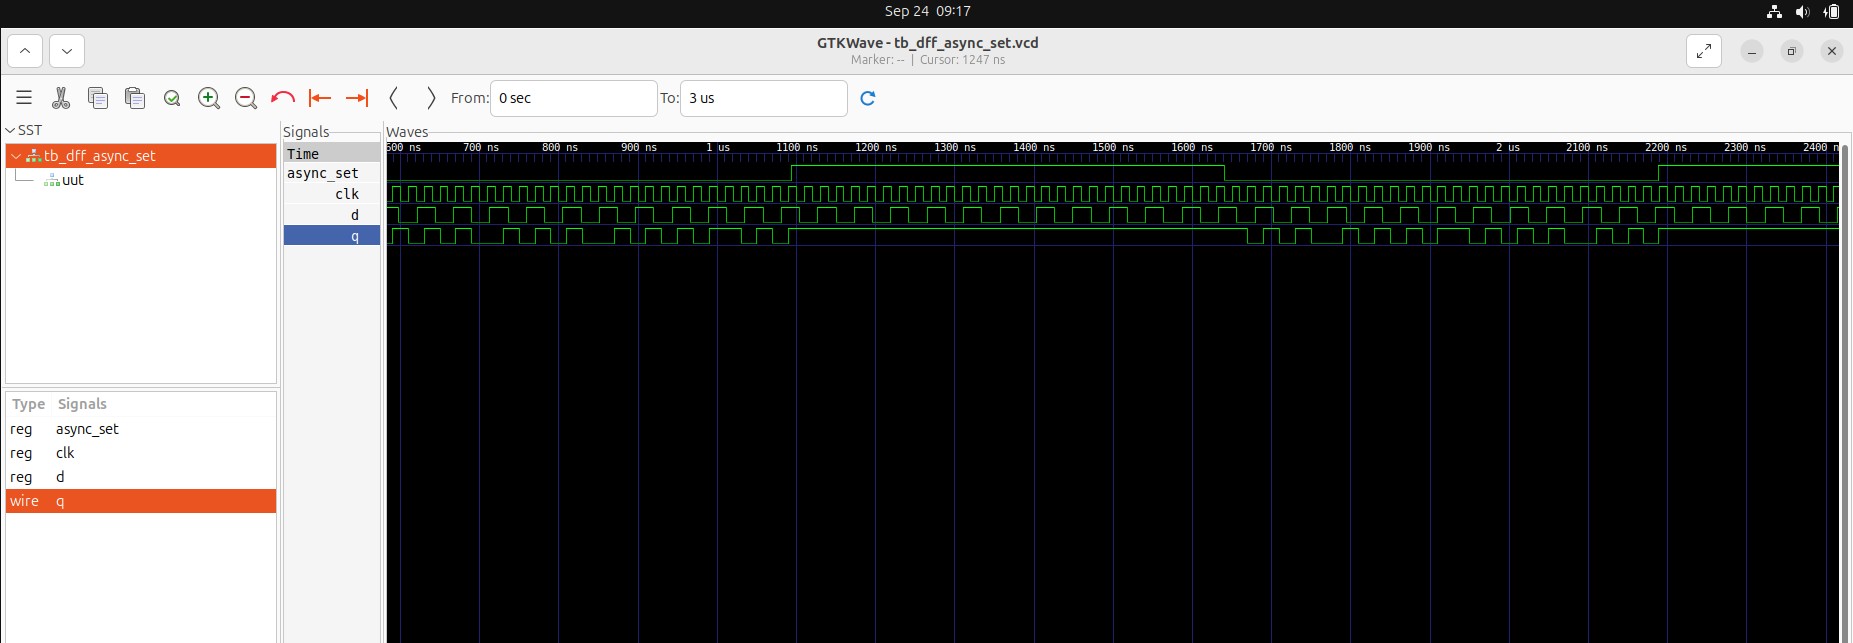 Sep 24 09:17
GTKWave - tb_dff_async_set.vcd
Marker: -- | Cursor: 1247 ns
From: 0 sec To: 3 us
SST
tb_dff_async_set
uut
Type Signals
reg async_set
reg clk
reg d
wire q
Signals
Time
async_set
clk
d
q
Waves
600 ns 700 ns 800 ns 900 ns 1 us 1100 ns 1200 ns 1300 ns 1400 ns 1500 ns 1600 ns 1700 ns 1800 ns 1900 ns 2 us 2100 ns 2200 ns 2300 ns 2400 n